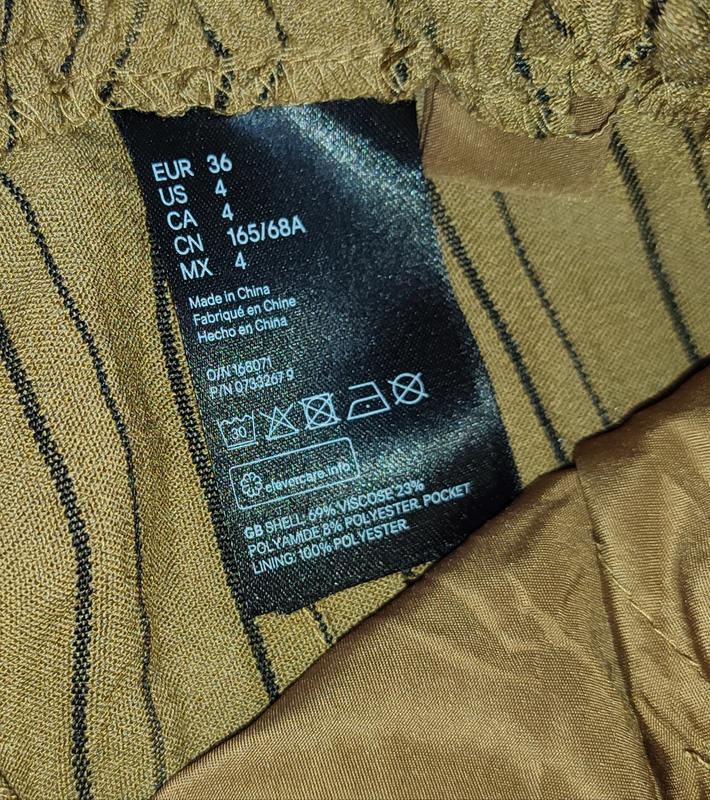 EUR 36
US 4
CA 4
CN 165/68A
MX 4
Made in China
Fabriqué en Chine
Hecho en China
O/N 168071
P/N 0733267 9
30
clevercare.info
GB SHELL: 69% VISCOSE 23%
POLYAMIDE 8% POLYESTER. POCKET
LINING: 100% POLYESTER